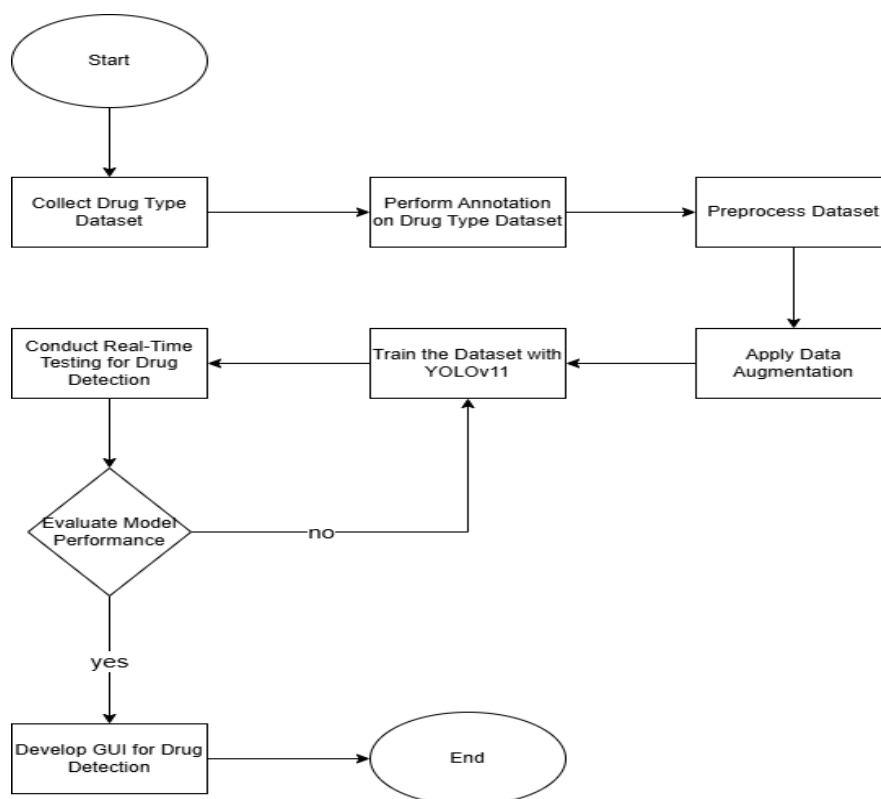 Start
Collect Drug Type
Dataset
Perform Annotation
on Drug Type Dataset
Preprocess Dataset
Apply Data
Augmentation
Train the Dataset with
YOLOv11
Conduct Real-Time
Testing for Drug
Detection
Evaluate Model
Performance
no
yes
Develop GUI for Drug
Detection
End